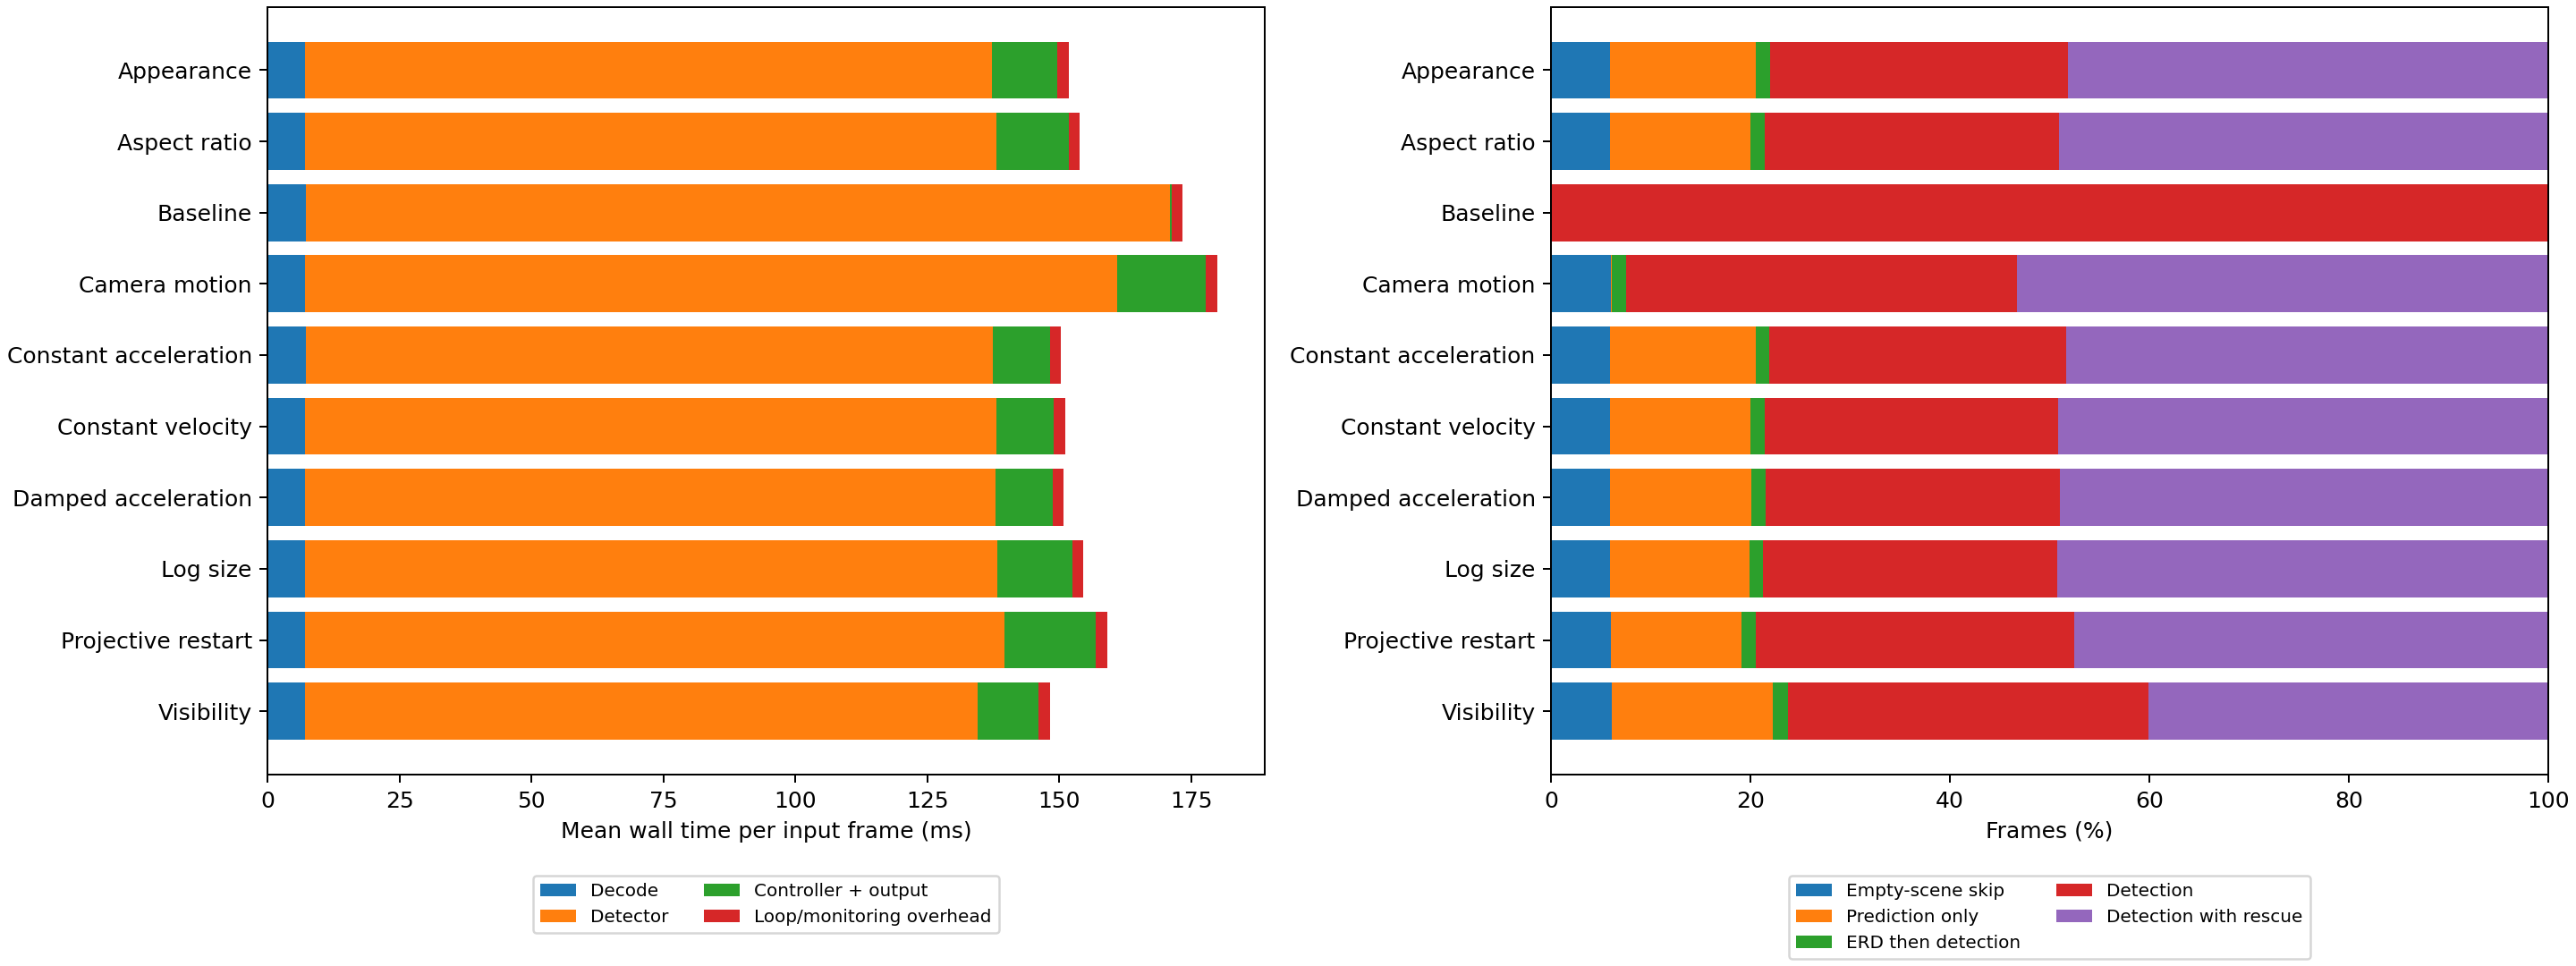 Appearance
Aspect ratio
Baseline
Camera motion
Constant acceleration
Constant velocity
Damped acceleration
Log size
Projective restart
Visibility
0 25 50 75 100 125 150 175
Mean wall time per input frame (ms)
Decode
Detector
Controller + output
Loop/monitoring overhead
Appearance
Aspect ratio
Baseline
Camera motion
Constant acceleration
Constant velocity
Damped acceleration
Log size
Projective restart
Visibility
0 20 40 60 80 100
Frames (%)
Empty-scene skip
Prediction only
ERD then detection
Detection
Detection with rescue